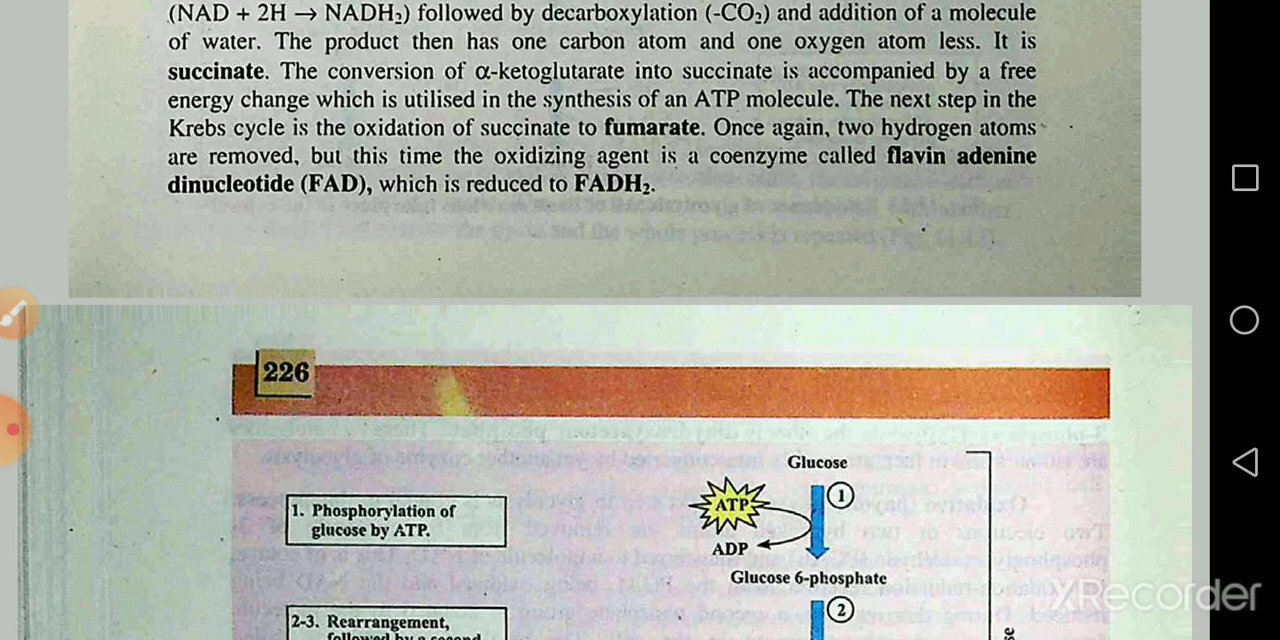 (NAD + 2H → NADH₂) followed by decarboxylation (-CO₂) and addition of a molecule
of water. The product then has one carbon atom and one oxygen atom less. It is
succinate. The conversion of α-ketoglutarate into succinate is accompanied by a free
energy change which is utilised in the synthesis of an ATP molecule. The next step in the
Krebs cycle is the oxidation of succinate to fumarate. Once again, two hydrogen atoms
are removed, but this time the oxidizing agent is a coenzyme called flavin adenine
dinucleotide (FAD), which is reduced to FADH₂.
226
Glucose
1. Phosphorylation of
glucose by ATP.
ATP
1
ADP
Glucose 6-phosphate
2
2-3. Rearrangement,
followed by a second
XRecorder